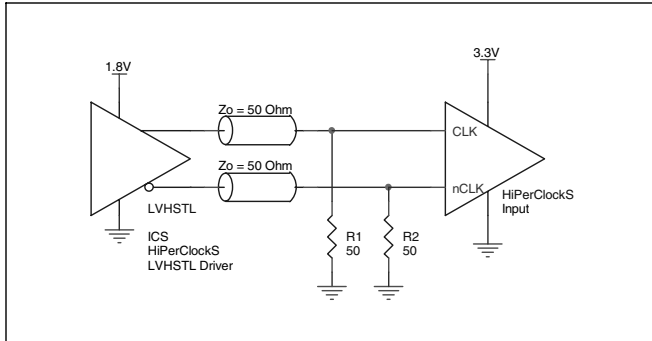 1.8V
3.3V
Zo = 50 Ohm
CLK
Zo = 50 Ohm
nCLK
HiPerClockS
Input
LVHSTL
ICS
HiPerClockS
LVHSTL Driver
R1
50
R2
50